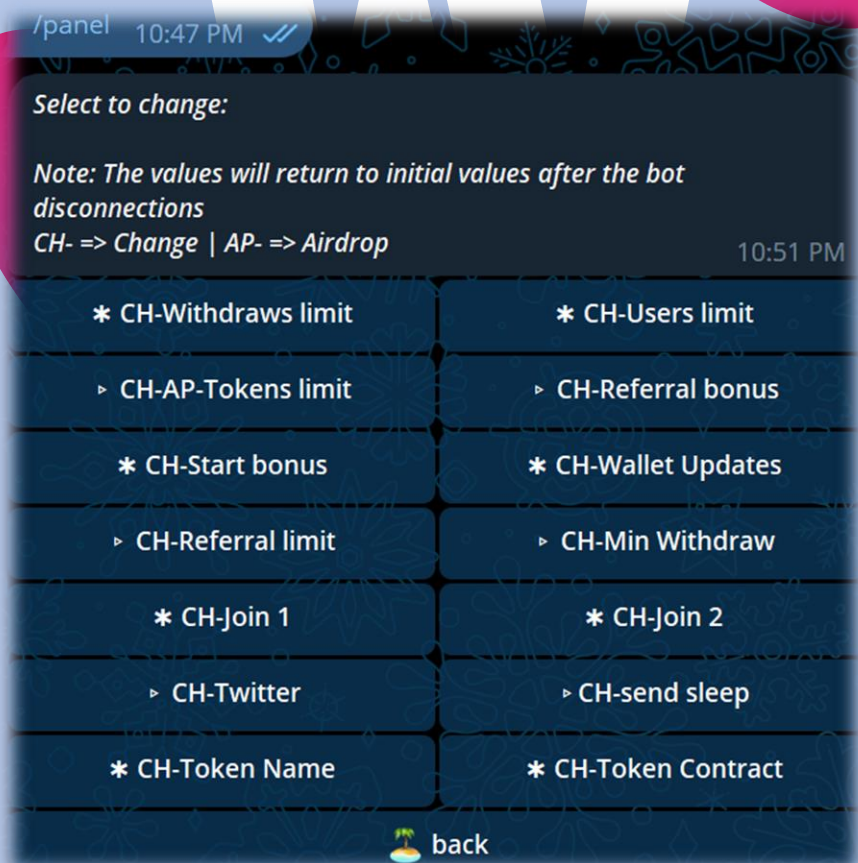 /panel 10:47 PM
Select to change:
Note: The values will return to initial values after the bot
disconnections
CH- => Change | AP- => Airdrop
10:51 PM
∗ CH-Withdraws limit
∗ CH-Users limit
▹ CH-AP-Tokens limit
▹ CH-Referral bonus
∗ CH-Start bonus
∗ CH-Wallet Updates
▹ CH-Referral limit
▹ CH-Min Withdraw
∗ CH-Join 1
∗ CH-Join 2
▹ CH-Twitter
▹ CH-send sleep
∗ CH-Token Name
∗ CH-Token Contract
🏝 back